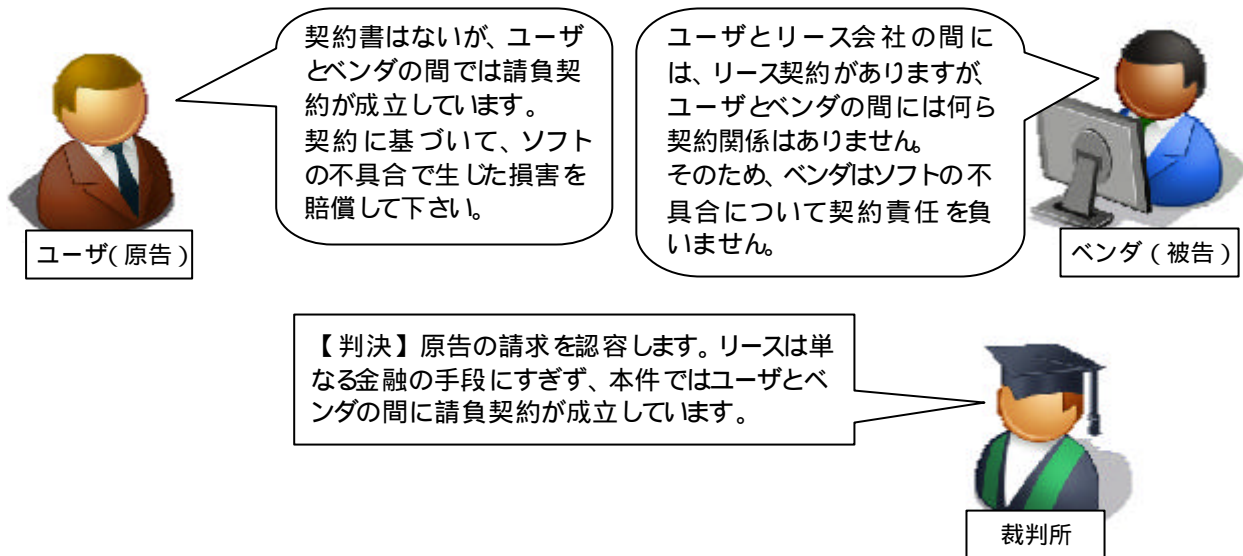 契約書はないが、ユーザ
とベンダの間では請負契
約が成立しています。
契約に基づいて、ソフト
の不具合で生じた損害を
賠償して下さい。
ユーザ(原告)
ユーザとリース会社の間に
は、リース契約がありますが、
ユーザとベンダの間には何ら
契約関係はありません。
そのため、ベンダはソフトの不
具合について契約責任を負
いません。
ベンダ(被告)
【判決】原告の請求を認容します。リースは単
なる金融の手段にすぎず、本件ではユーザとベ
ンダの間に請負契約が成立しています。
裁判所